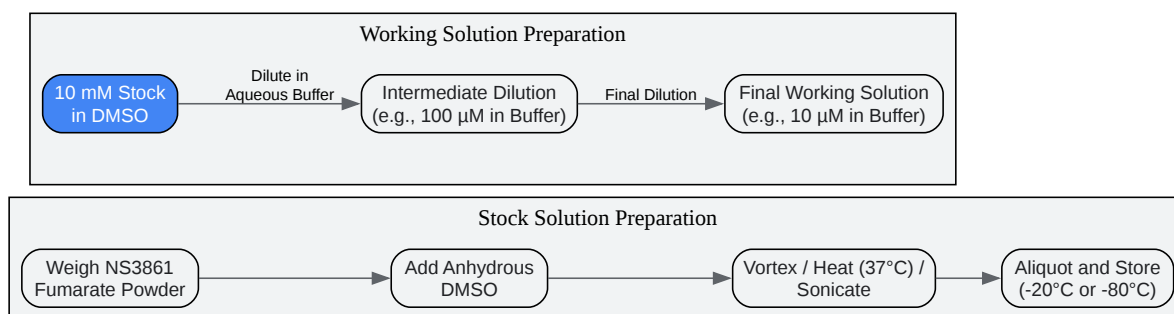 Working Solution Preparation
10 mM Stock
in DMSO
Dilute in
Aqueous Buffer
Intermediate Dilution
(e.g., 100 µM in Buffer)
Final Dilution
Final Working Solution
(e.g., 10 µM in Buffer)
Stock Solution Preparation
Weigh NS3861
Fumarate Powder
Add Anhydrous
DMSO
Vortex / Heat (37°C) /
Sonicate
Aliquot and Store
(-20°C or -80°C)